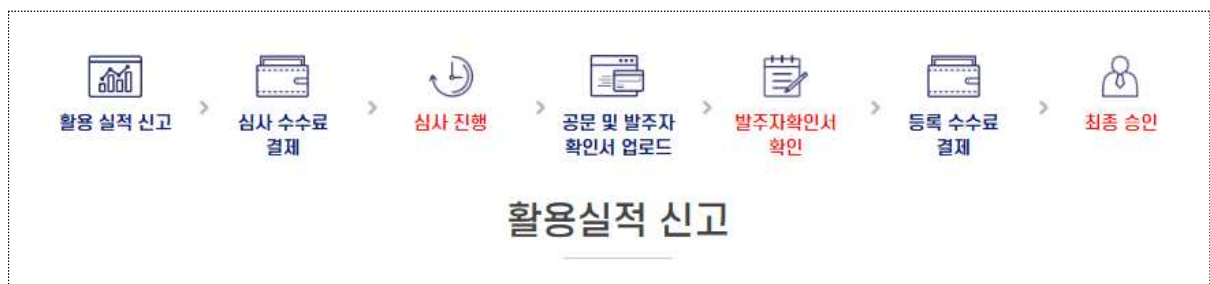 활용 실적 신고
심사 수수료
결제
심사 진행
공문 및 발주자
확인서 업로드
발주자확인서
확인
등록 수수료
결제
최종 승인
활용실적 신고